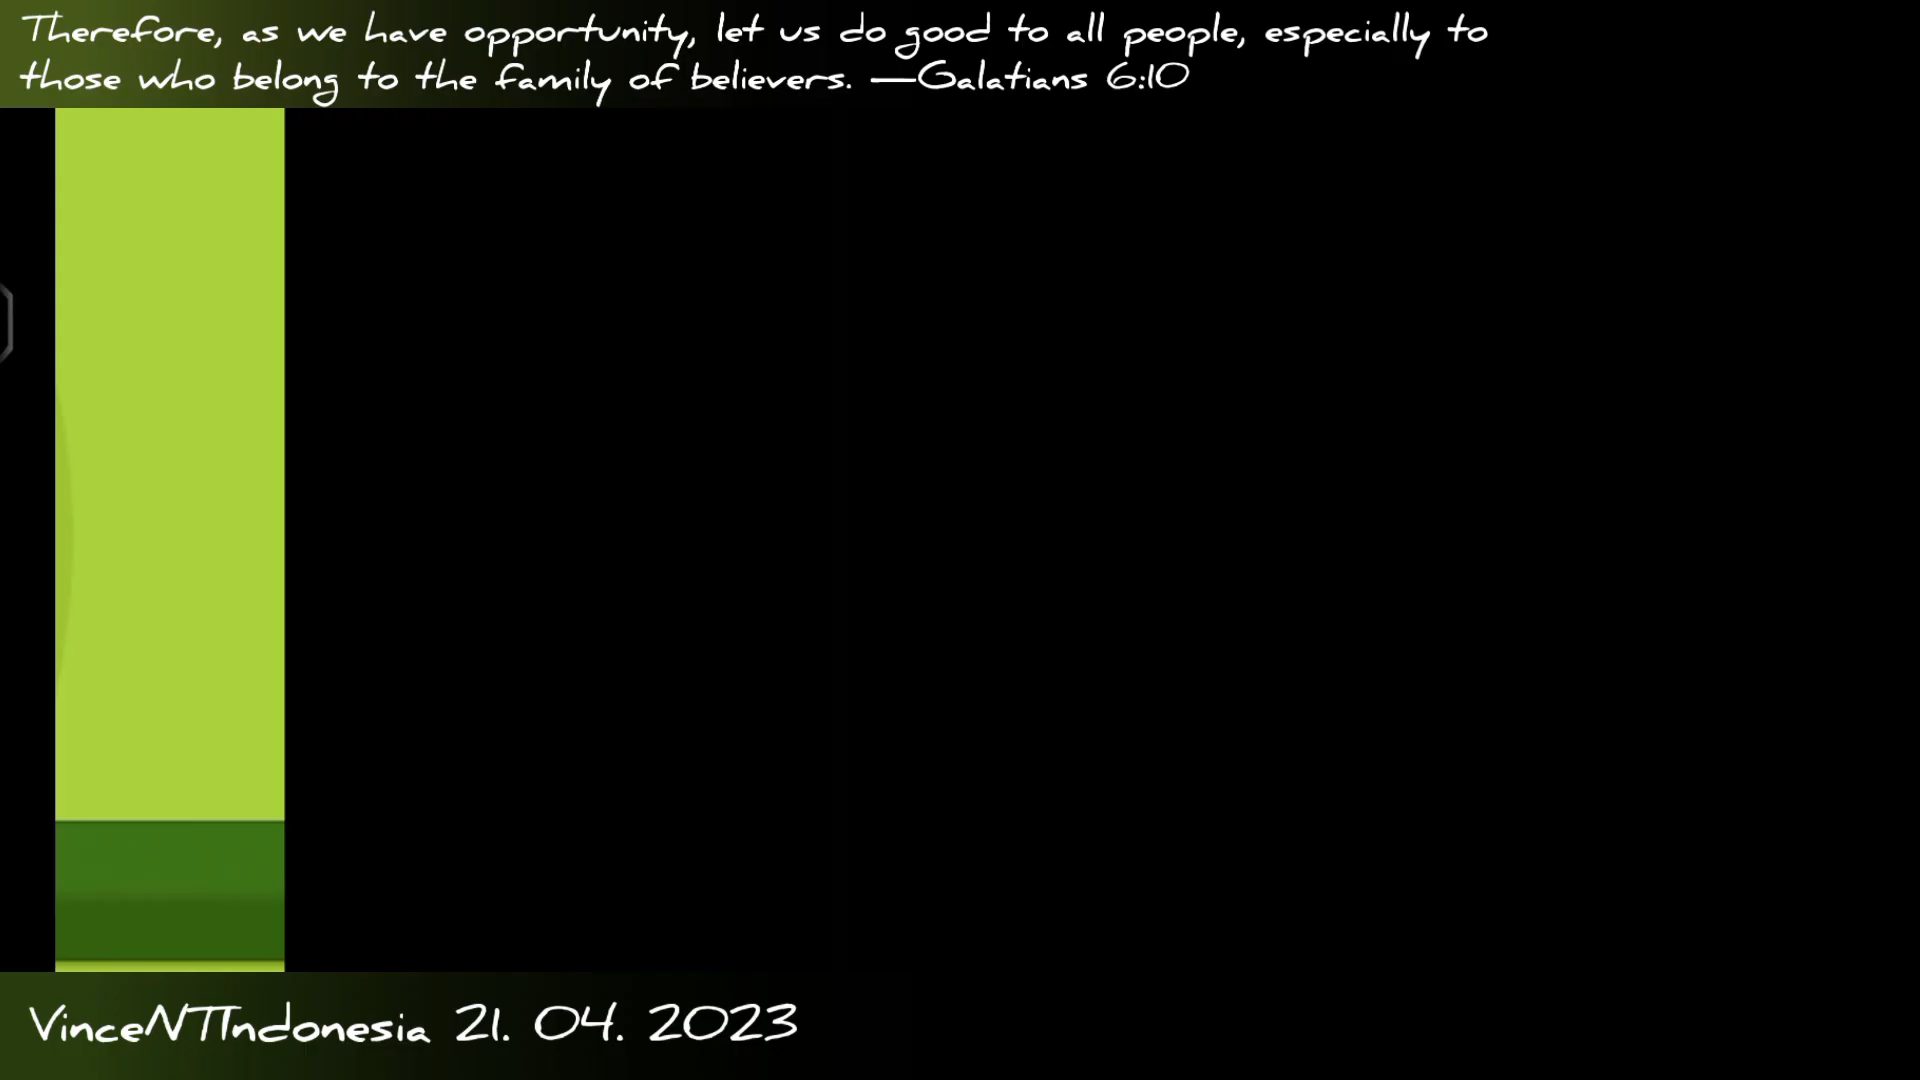 Therefore, as we have opportunity, let us do good to all people, especially to
those who belong to the family of believers. —Galatians 6:10
VinceNTIndonesia 21. 04. 2023